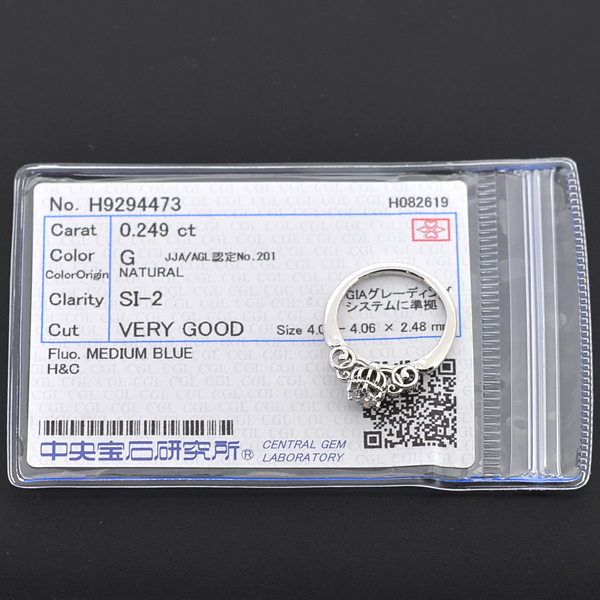 No. H9294473 H082619
Carat 0.249 ct
Color G JJA/AGL認定No.201
ColorOrigin NATURAL
Clarity SI-2
GIAグレーディング
システムに準拠
Cut VERY GOOD Size 4.0 - 4.06 × 2.48 mm
Fluo. MEDIUM BLUE
H&C
中央宝石研究所® CENTRAL GEM
LABORATORY